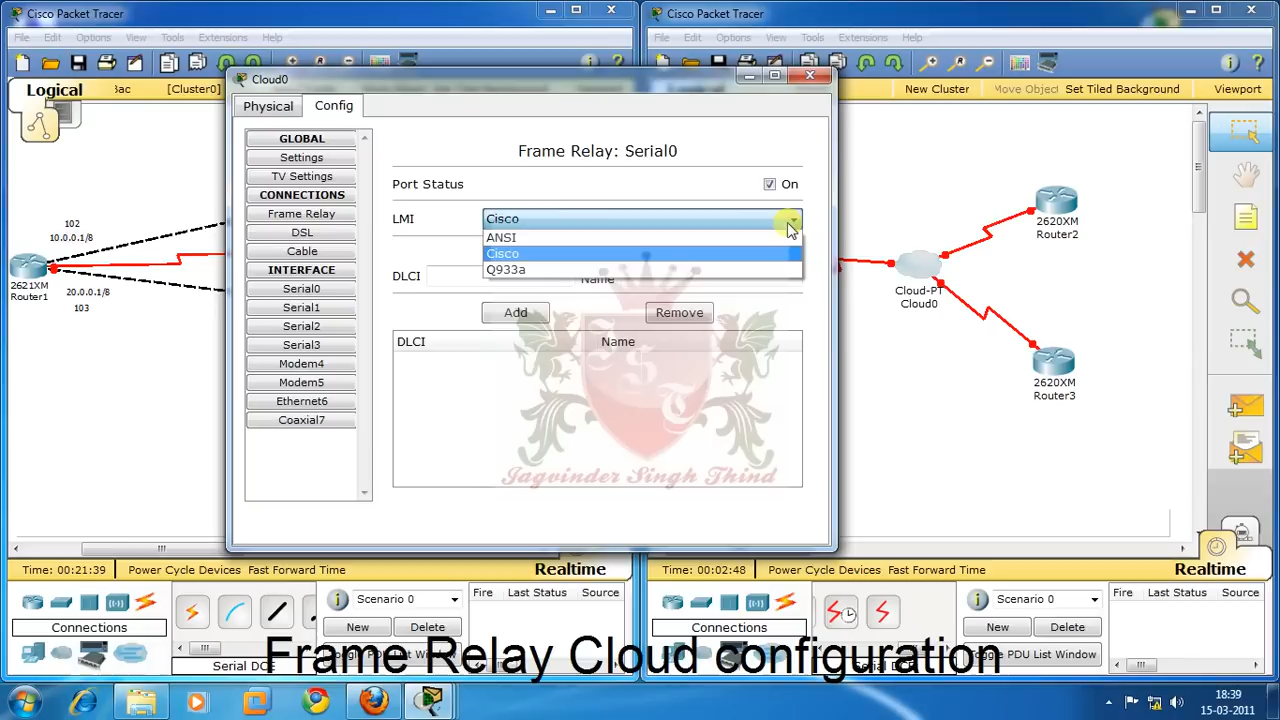 Cisco Packet Tracer
File Edit Options View Tools Extensions Help
Logical
[Cluster0]
102
10.0.0.1/8
2621XM
Router1
20.0.0.1/8
103
Time: 00:21:39 Power Cycle Devices Fast Forward Time Realtime
Connections
Scenario 0
New Delete
Toggle PDU List Window
Fire Last Status Source
Serial DCE
Cloud0
Physical Config
GLOBAL
Settings
TV Settings
CONNECTIONS
Frame Relay
DSL
Cable
INTERFACE
Serial0
Serial1
Serial2
Serial3
Modem4
Modem5
Ethernet6
Coaxial7
Frame Relay: Serial0
Port Status On
LMI Cisco
ANSI
Cisco
Q933a
DLCI Name
Add Remove
DLCI Name
JST
Jagvinder Singh Thind
Cisco Packet Tracer
File Edit Options View Tools Extensions Help
New Cluster Move Object Set Tiled Background Viewport
2620XM
Router2
Cloud-PT
Cloud0
2620XM
Router3
Time: 00:02:48 Power Cycle Devices Fast Forward Time Realtime
Connections
Scenario 0
New Delete
Toggle PDU List Window
Fire Last Status Source
Frame Relay Cloud configuration
18:39
15-03-2011